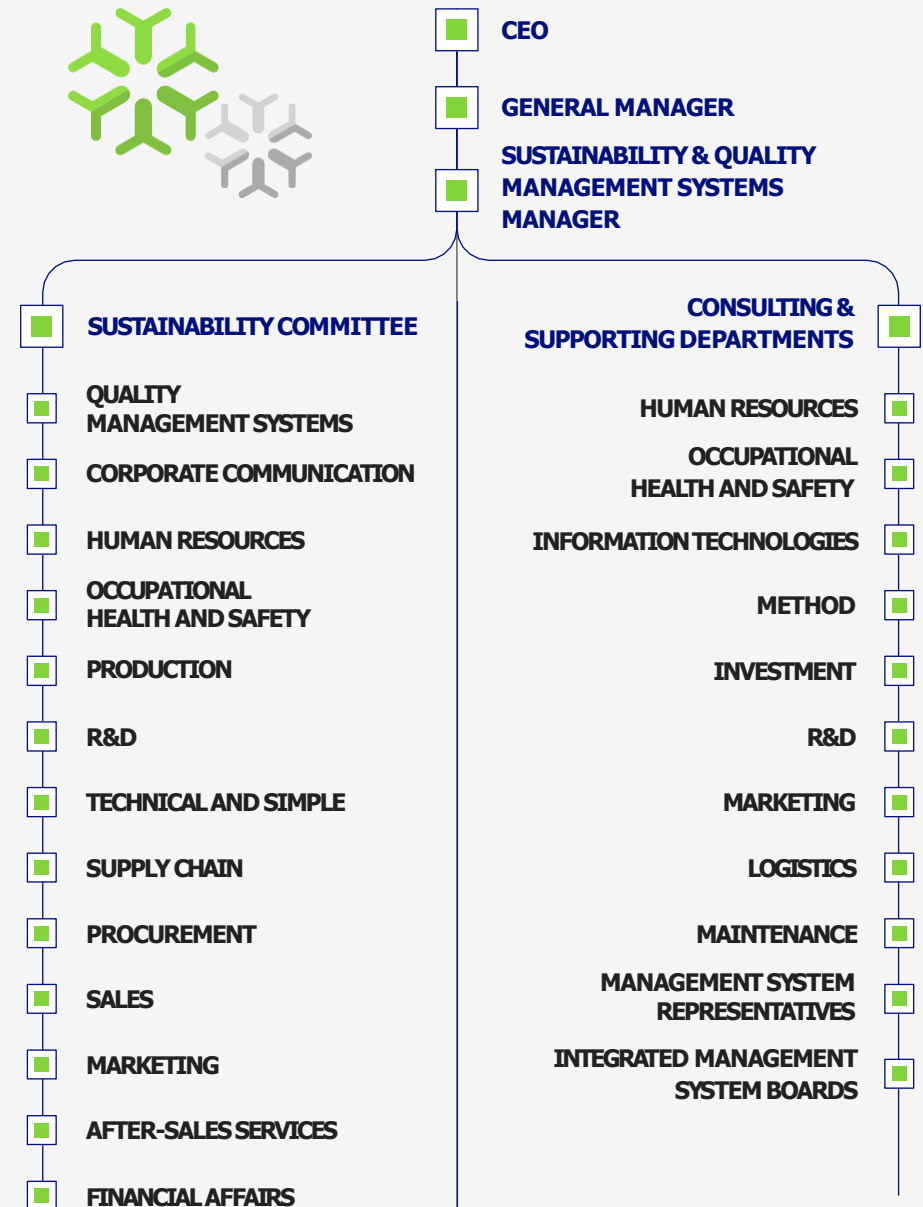 CEO
GENERAL MANAGER
SUSTAINABILITY & QUALITY
MANAGEMENT SYSTEMS
MANAGER
SUSTAINABILITY COMMITTEE
QUALITY
MANAGEMENT SYSTEMS
CORPORATE COMMUNICATION
HUMAN RESOURCES
OCCUPATIONAL
HEALTH AND SAFETY
PRODUCTION
R&D
TECHNICAL AND SIMPLE
SUPPLY CHAIN
PROCUREMENT
SALES
MARKETING
AFTER-SALES SERVICES
FINANCIAL AFFAIRS
CONSULTING &
SUPPORTING DEPARTMENTS
HUMAN RESOURCES
OCCUPATIONAL
HEALTH AND SAFETY
INFORMATION TECHNOLOGIES
METHOD
INVESTMENT
R&D
MARKETING
LOGISTICS
MAINTENANCE
MANAGEMENT SYSTEM
REPRESENTATIVES
INTEGRATED MANAGEMENT
SYSTEM BOARDS